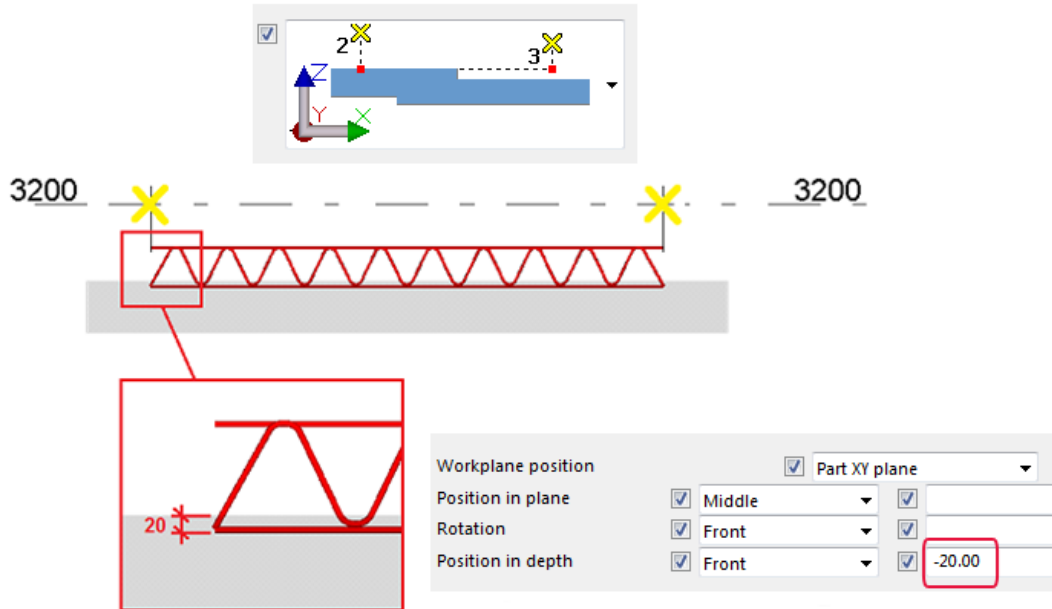 2 3
Z
Y X
3200 3200
20
Workplane position Part XY plane
Position in plane Middle
Rotation Front
Position in depth Front -20.00